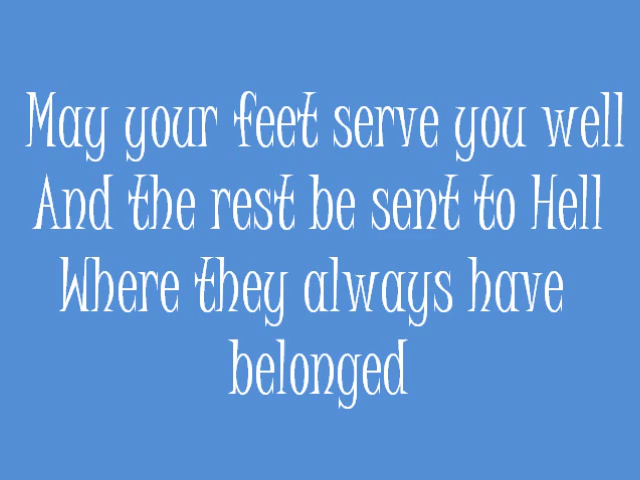 May your feet serve you well
And the rest be sent to Hell
Where they always have
belonged